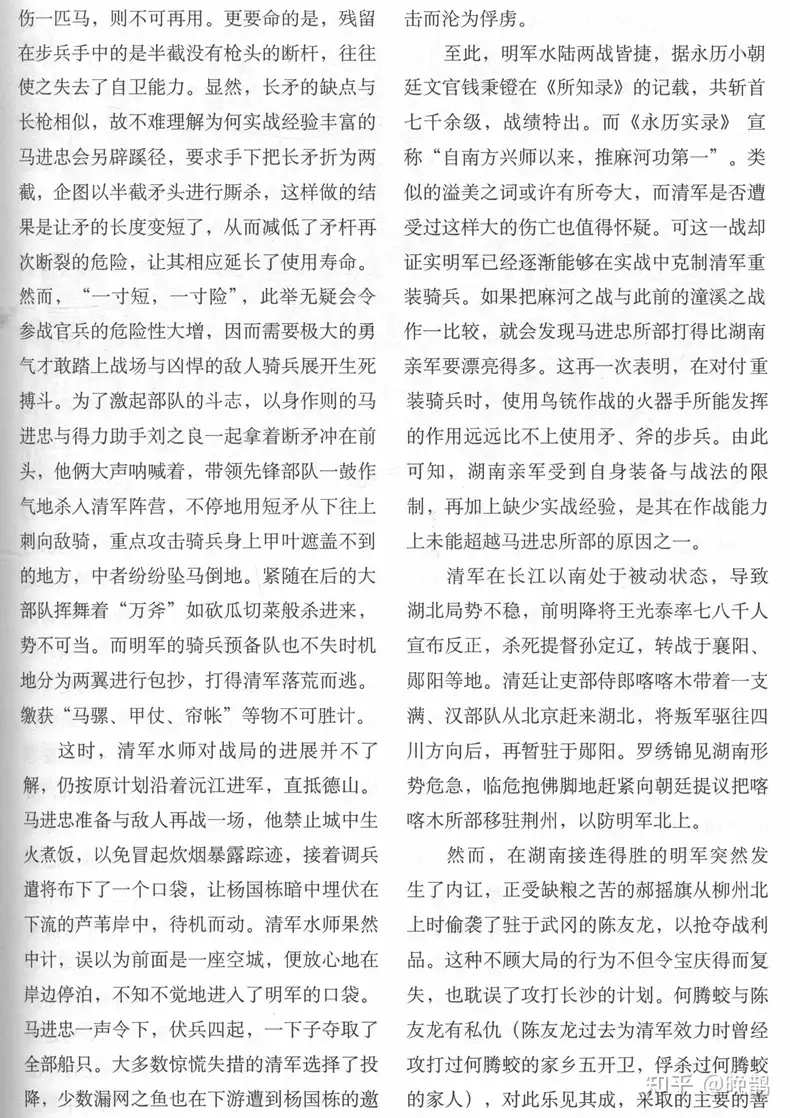 伤一匹马，则不可再用。更要命的是，残留
在步兵手中的是半截没有枪头的断杆，往往
使之失去了自卫能力。显然，长矛的缺点与
长枪相似，故不难理解为何实战经验丰富的
马进忠会另辟蹊径，要求手下把长矛折为两
截，企图以半截矛头进行厮杀，这样做的结
果是让矛的长度变短了，从而减低了矛杆再
次断裂的危险，让其相应延长了使用寿命。
然而，“一寸短，一寸险”，此举无疑会令
参战官兵的危险性大增，因而需要极大的勇
气才敢踏上战场与凶悍的敌人骑兵展开生死
搏斗。为了激起部队的斗志，以身作则的马
进忠与得力助手刘之良一起拿着断矛冲在前
头，他俩大声呐喊着，带领先锋部队一鼓作
气地杀入清军阵营，不停地用短矛从下往上
刺向敌骑，重点攻击骑兵身上甲叶遮盖不到
的地方，中者纷纷坠马倒地。紧随在后的大
部队挥舞着“万斧”如砍瓜切菜般杀进来，
势不可当。而明军的骑兵预备队也不失时机
地分为两翼进行包抄，打得清军落荒而逃。
缴获“马骡、甲仗、帘帐”等物不可胜计。
这时，清军水师对战局的进展并不了
解，仍按原计划沿着沅江进军，直抵德山。
马进忠准备与敌人再战一场，他禁止城中生
火煮饭，以免冒起炊烟暴露踪迹，接着调兵
遣将布下了一个口袋，让杨国栋暗中埋伏在
下流的芦苇岸中，待机而动。清军水师果然
中计，误以为前面是一座空城，便放心地在
岸边停泊，不知不觉地进入了明军的口袋。
马进忠一声令下，伏兵四起，一下子夺取了
全部船只。大多数惊慌失措的清军选择了投
降，少数漏网之鱼也在下游遭到杨国栋的邀
击而沦为俘虏。
至此，明军水陆两战皆捷，据永历小朝
廷文官钱秉镫在《所知录》的记载，共斩首
七千余级，战绩特出。而《永历实录》 宣
称“自南方兴师以来，推麻河功第一”。类
似的溢美之词或许有所夸大，而清军是否遭
受过这样大的伤亡也值得怀疑。可这一战却
证实明军已经逐渐能够在实战中克制清军重
装骑兵。如果把麻河之战与此前的潼溪之战
作一比较，就会发现马进忠所部打得比湖南
亲军要漂亮得多。这再一次表明，在对付重
装骑兵时，使用鸟铳作战的火器手所能发挥
的作用远远比不上使用矛、斧的步兵。由此
可知，湖南亲军受到自身装备与战法的限
制，再加上缺少实战经验，是其在作战能力
上未能超越马进忠所部的原因之一。
清军在长江以南处于被动状态，导致
湖北局势不稳，前明降将王光泰率七八千人
宣布反正，杀死提督孙定辽，转战于襄阳、
郧阳等地。清廷让吏部侍郎喀喀木带着一支
满、汉部队从北京赶来湖北，将叛军驱往四
川方向后，再暂驻于郧阳。罗绣锦见湖南形
势危急，临危抱佛脚地赶紧向朝廷提议把喀
喀木所部移驻荆州，以防明军北上。
然而，在湖南接连得胜的明军突然发
生了内讧，正受缺粮之苦的郝摇旗从柳州北
上时偷袭了驻于武冈的陈友龙，以抢夺战利
品。这种不顾大局的行为不但令宝庆得而复
失，也耽误了攻打长沙的计划。何腾蛟与陈
友龙有私仇（陈友龙过去为清军效力时曾经
攻打过何腾蛟的家乡五开卫，俘杀过何腾蛟
的家人），对此乐见其成，采取的主要的善
知乎 @晚鹊